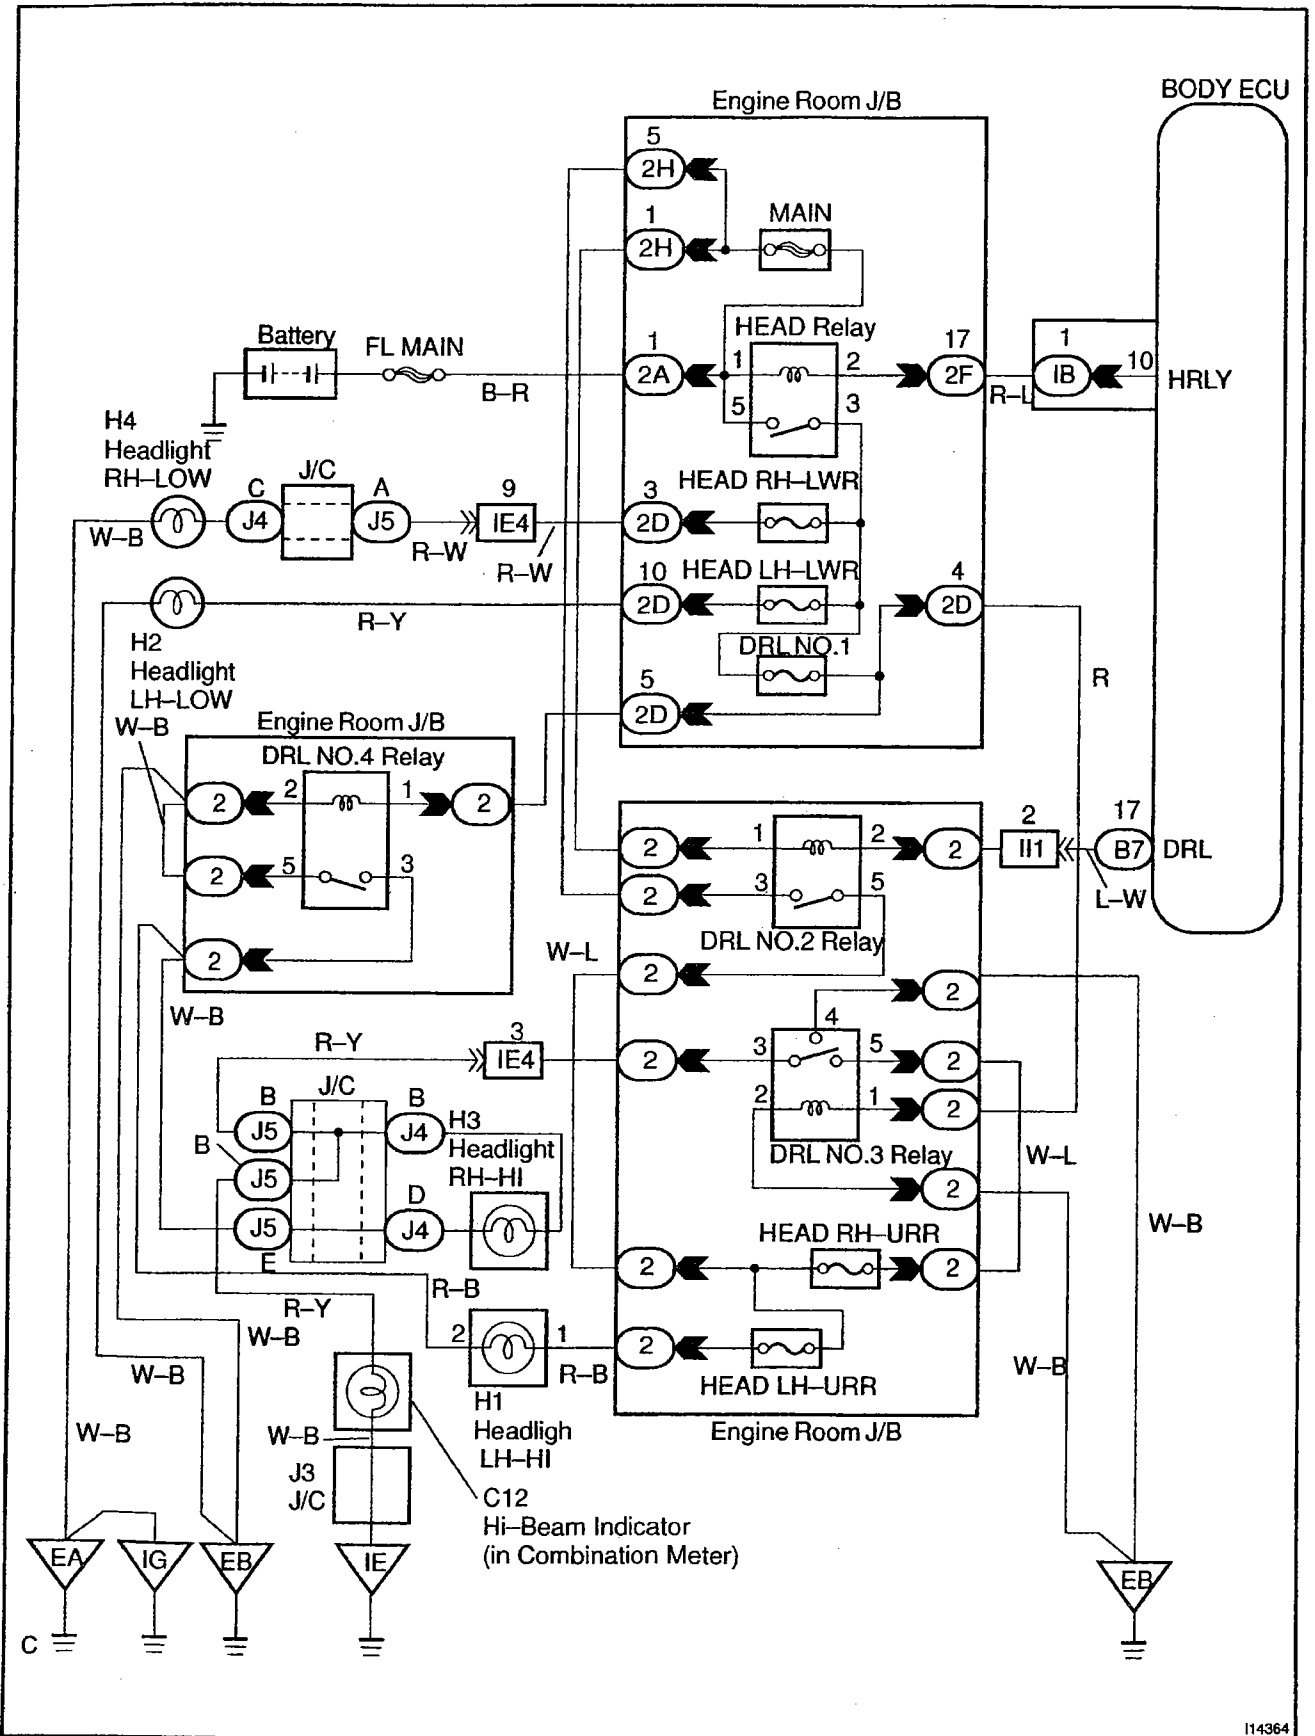 BODY ECU
Engine Room J/B
5
2H
1
2H
MAIN
Battery
FL MAIN
B–R
1
2A
HEAD Relay
1
2
5
3
17
2F
R–L
1
IB
10
HRLY
H4
Headlight
RH–LOW
W–B
C
J4
J/C
A
J5
R–W
9
IE4
R–W
3
2D
HEAD RH–LWR
10
2D
HEAD LH–LWR
4
2D
R–Y
H2
Headlight
LH–LOW
DRL NO.1
5
2D
R
W–B
Engine Room J/B
DRL NO.4 Relay
2
2
1
2
2
5
3
2
W–B
2
1
2
2
2
II1
17
B7
DRL
L–W
2
3
5
DRL NO.2 Relay
W–L
2
2
4
R–Y
3
IE4
2
3
5
2
2
1
2
DRL NO.3 Relay
W–L
2
W–B
J/C
B
J5
B
J4
H3
Headlight
RH–HI
B
J5
D
J4
J5
E
HEAD RH–URR
2
2
R–B
R–Y
W–B
2
1
R–B
2
HEAD LH–URR
H1
Headligh
LH–HI
Engine Room J/B
W–B
W–B
W–B
W–B
J3
J/C
C12
Hi–Beam Indicator
(in Combination Meter)
EA
IG
EB
IE
EB
C
I14364